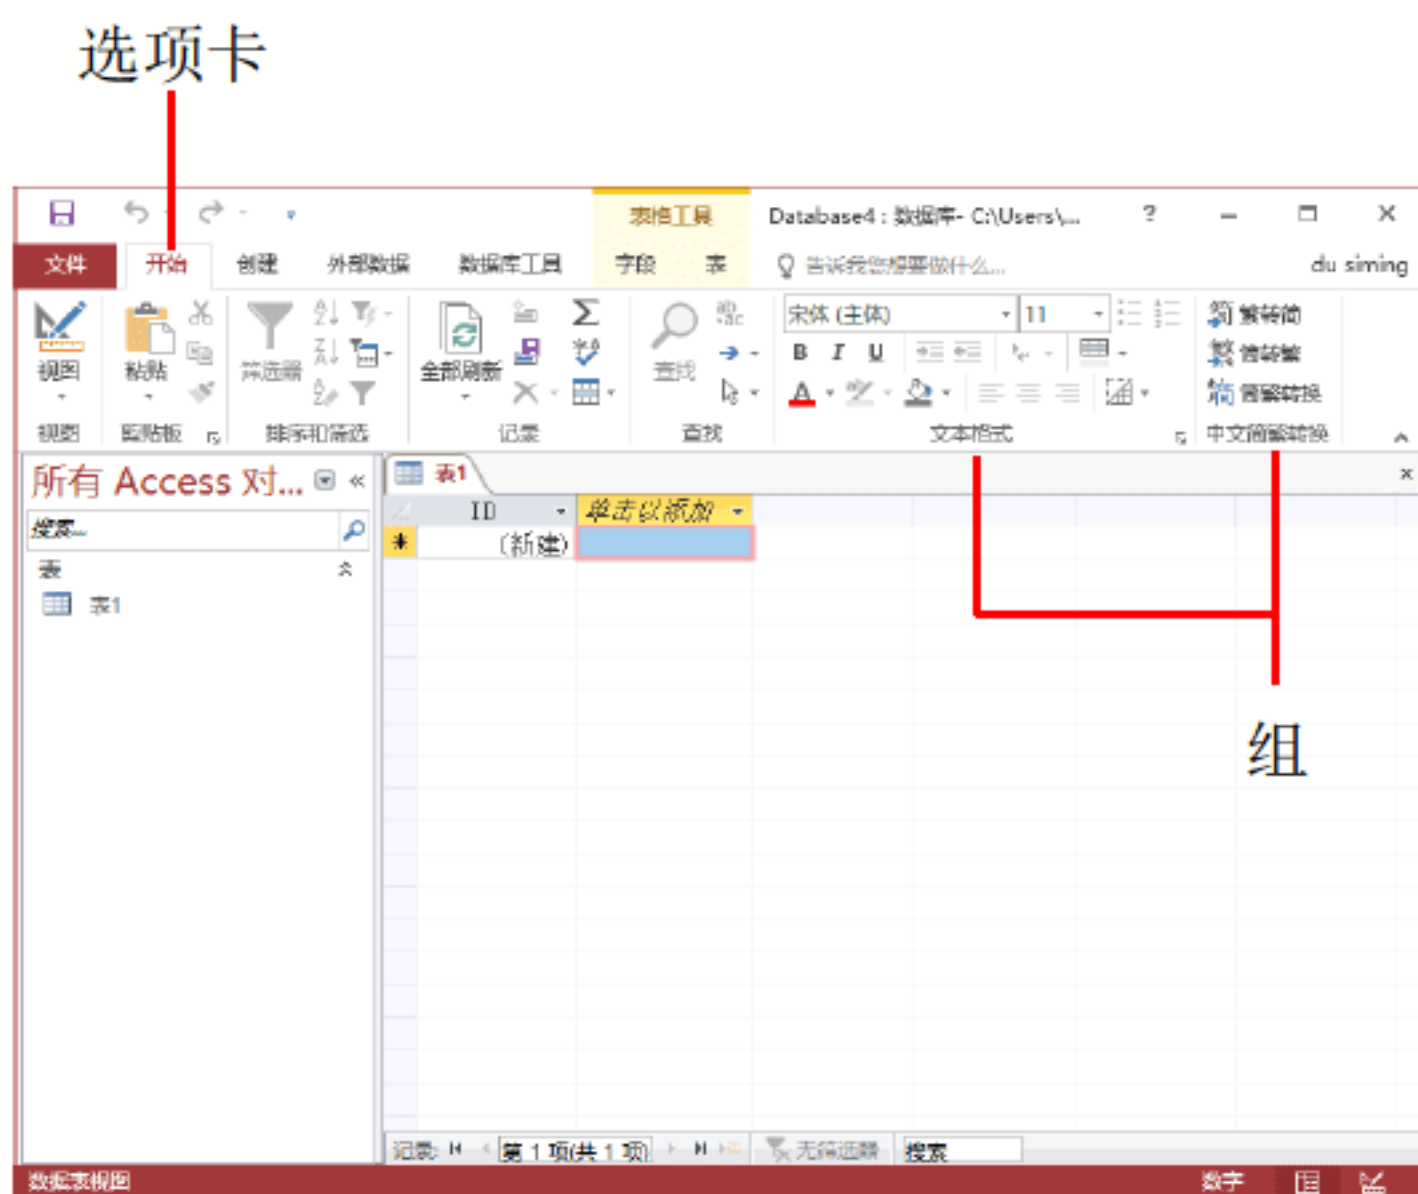 选项卡
表格工具 Database4 : 数据库- C:\Users\... ?
文件 开始 创建 外部数据 数据库工具 字段 表 告诉我您想要做什么... du siming
视图 粘贴 筛选器 全部刷新 查找 宋体 (主体) 11 繁转简
B I U 简转繁
A 简繁转换
视图 剪贴板 排序和筛选 记录 查找 文本格式 中文简繁转换
所有 Access 对... «
表1
搜索...
ID 单击以添加
* (新建)
表
表1
组
记录: 第 1 项(共 1 项) 无筛选器 搜索
数据表视图 数字